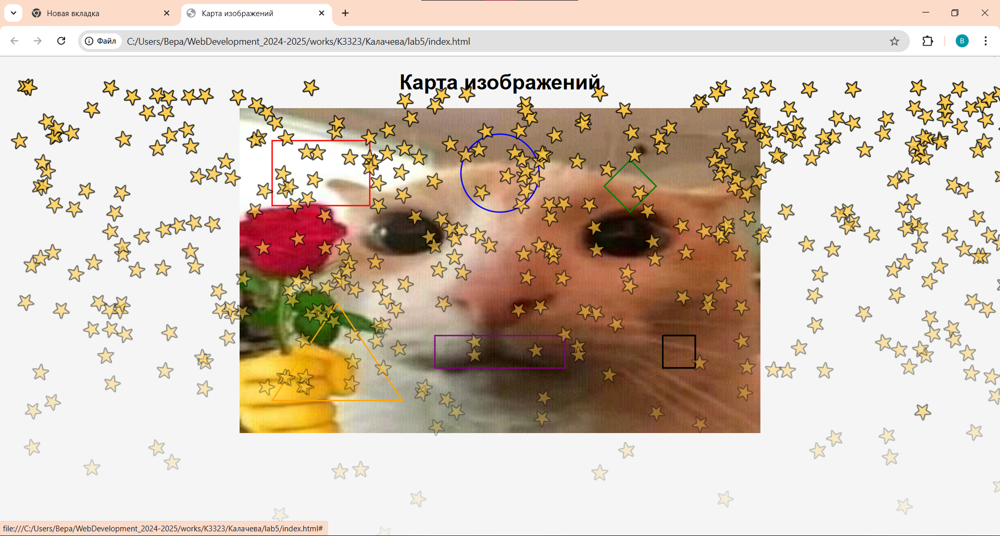 Новая вкладка
Карта изображений
Файл
C:/Users/Вера/WebDevelopment_2024-2025/works/K3323/Калачева/lab5/index.html
В
Карта изображений
file:///C:/Users/Вера/WebDevelopment_2024-2025/works/K3323/Калачева/lab5/index.html#